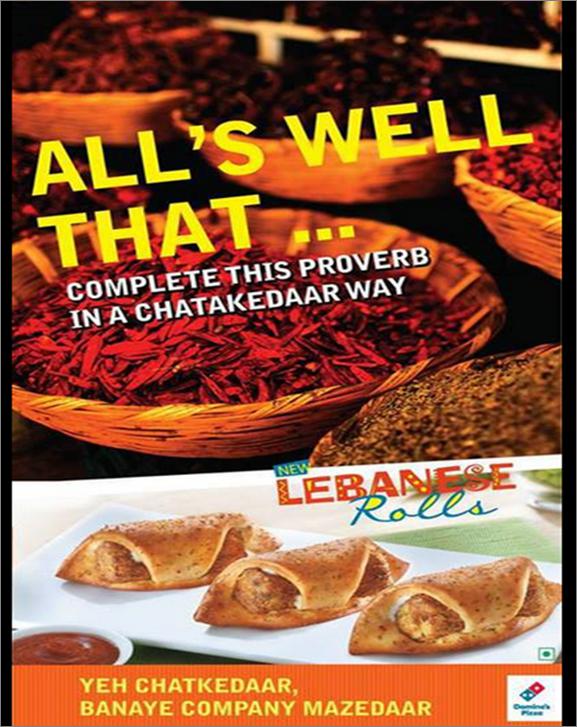 ALL'S WELL
THAT ...
COMPLETE THIS PROVERB
IN A CHATAKEDAAR WAY
NEW
LEBANESE
Rolls
YEH CHATKEDAAR,
BANAYE COMPANY MAZEDAAR
Domino's
Pizza